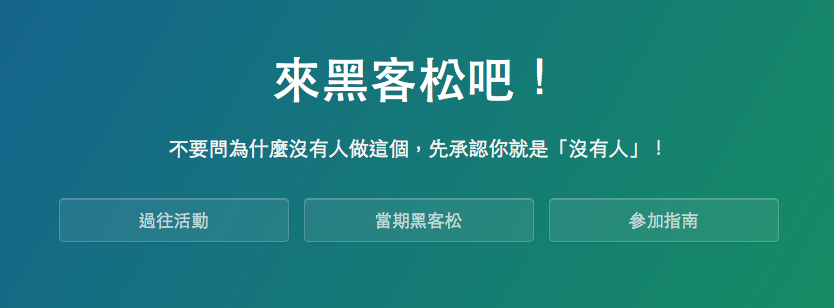 來黑客松吧！
不要問為什麼沒有人做這個，先承認你就是「沒有人」！
過往活動
當期黑客松
參加指南